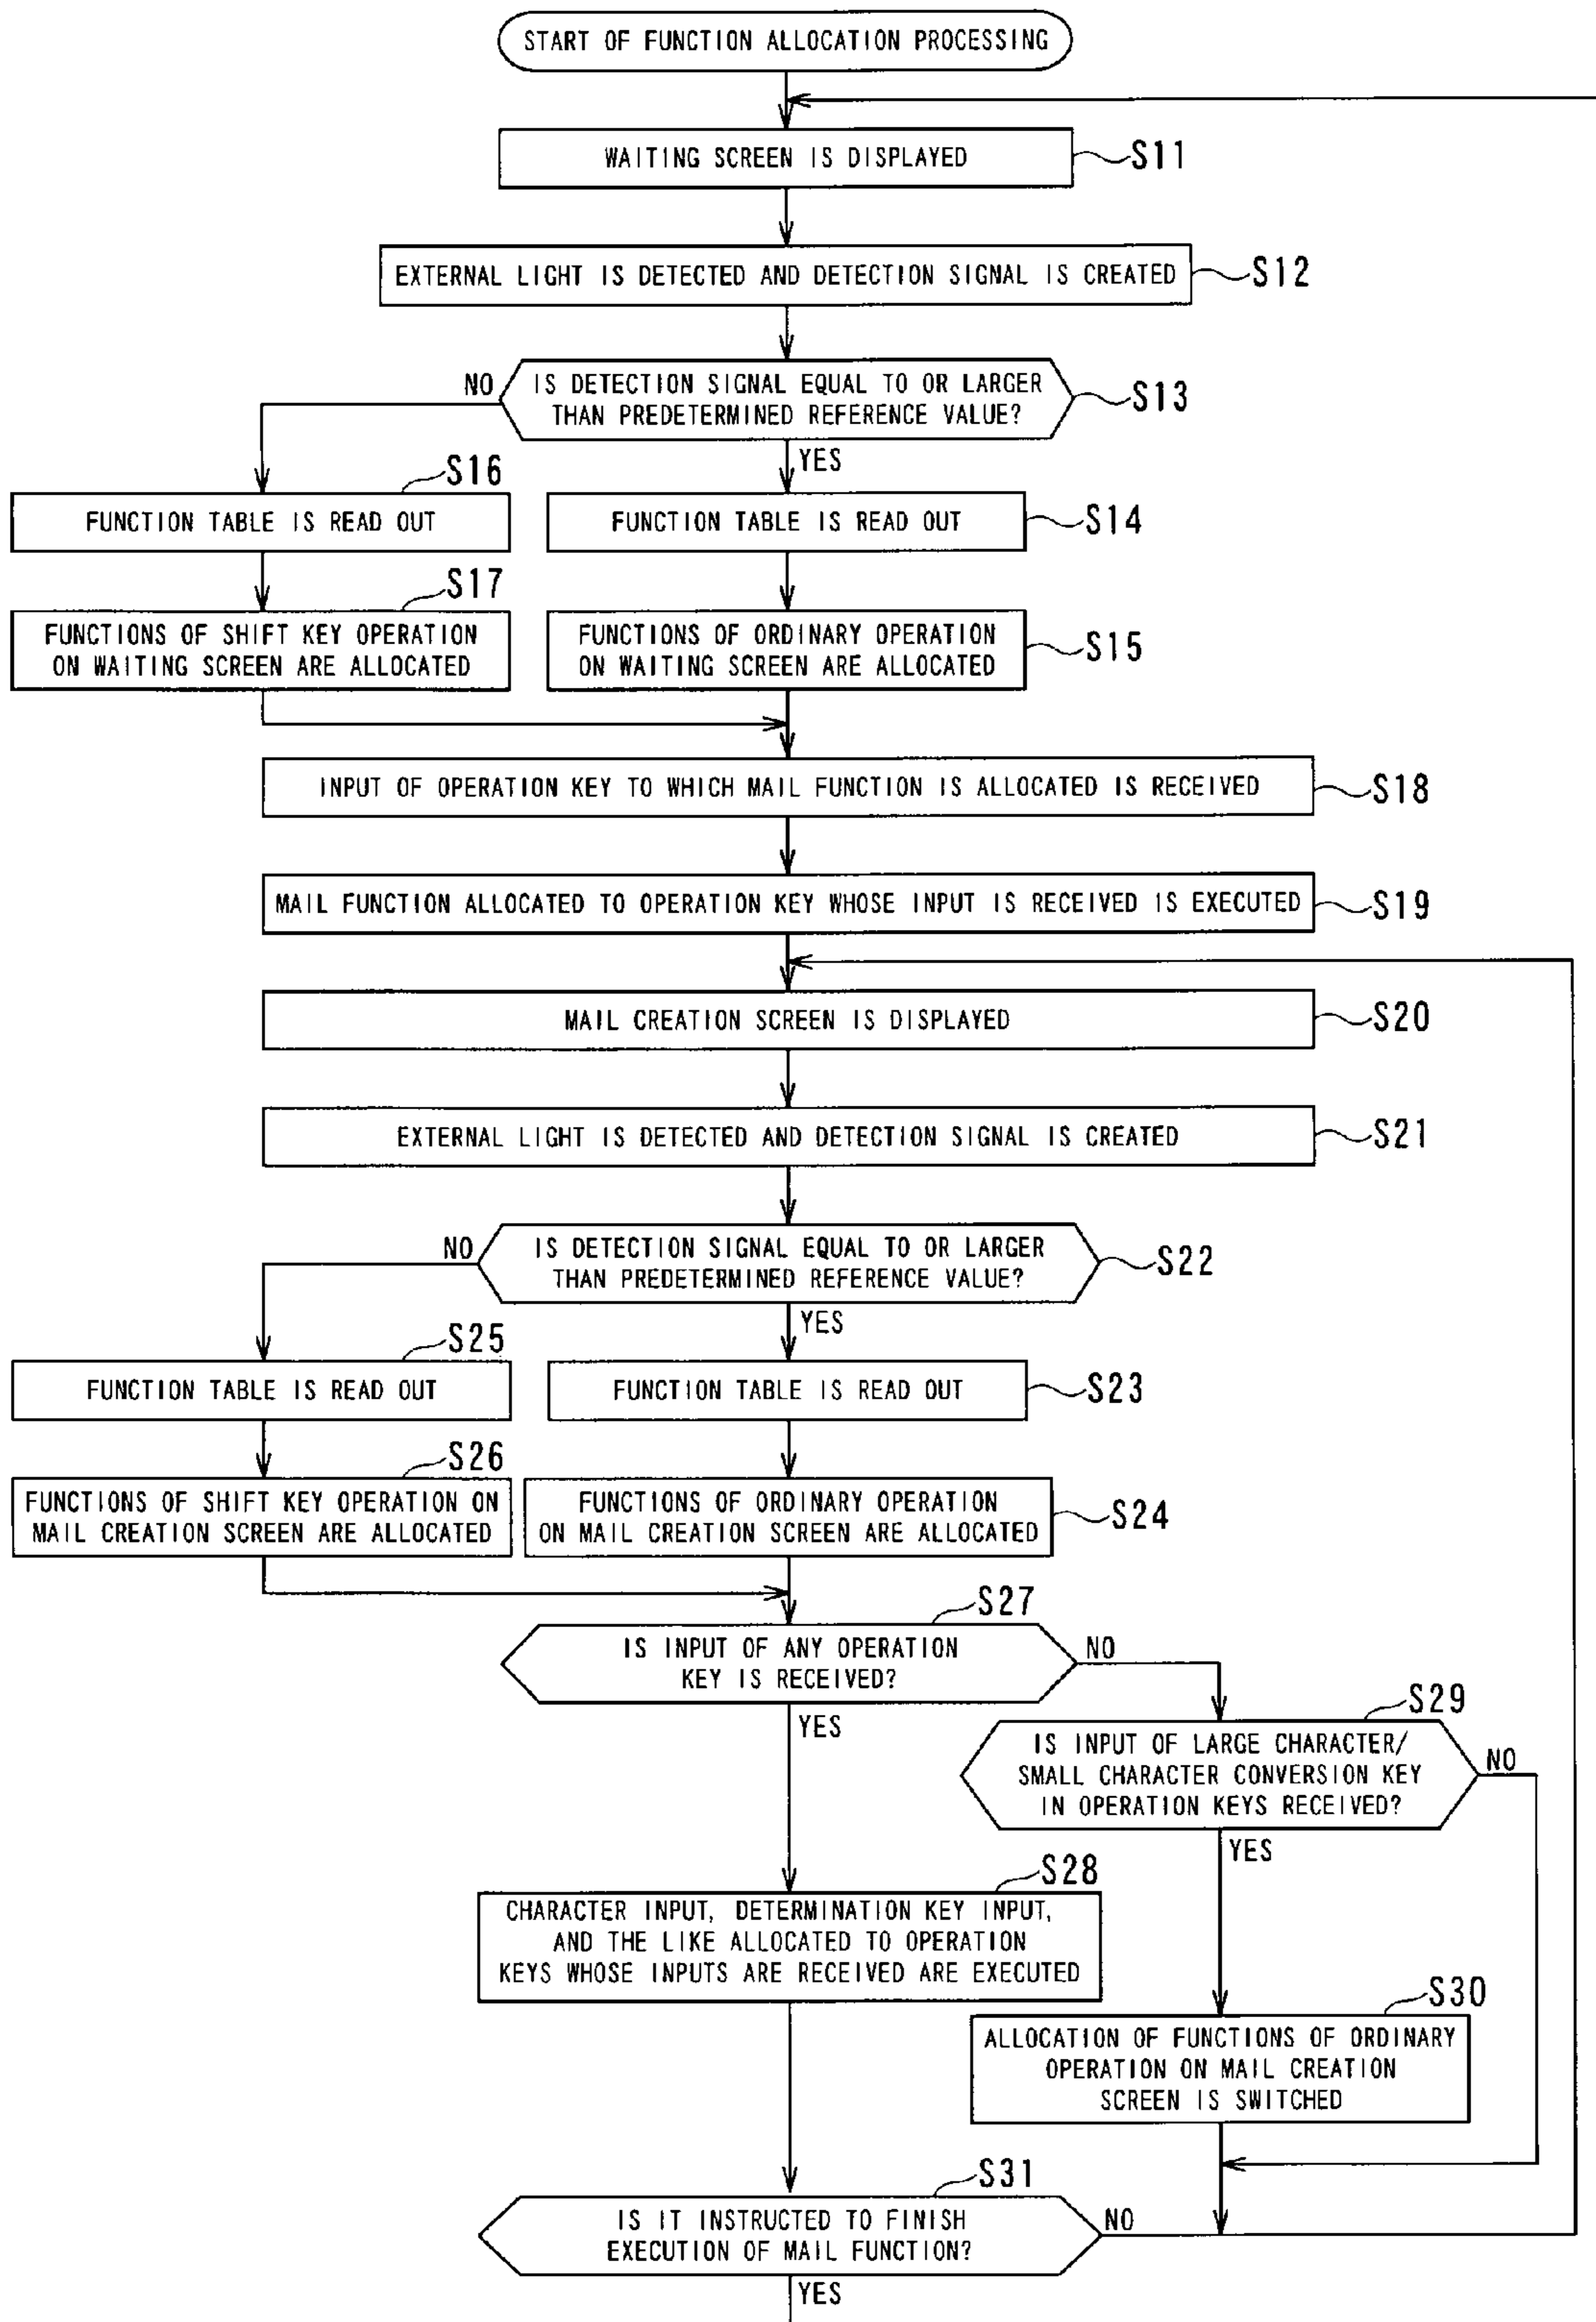 START OF FUNCTION ALLOCATION PROCESSING
WAITING SCREEN IS DISPLAYED
S11
EXTERNAL LIGHT IS DETECTED AND DETECTION SIGNAL IS CREATED
S12
NO
IS DETECTION SIGNAL EQUAL TO OR LARGER
THAN PREDETERMINED REFERENCE VALUE?
S13
YES
S16
FUNCTION TABLE IS READ OUT
FUNCTION TABLE IS READ OUT
S14
S17
FUNCTIONS OF SHIFT KEY OPERATION
ON WAITING SCREEN ARE ALLOCATED
FUNCTIONS OF ORDINARY OPERATION
ON WAITING SCREEN ARE ALLOCATED
S15
INPUT OF OPERATION KEY TO WHICH MAIL FUNCTION IS ALLOCATED IS RECEIVED
S18
MAIL FUNCTION ALLOCATED TO OPERATION KEY WHOSE INPUT IS RECEIVED IS EXECUTED
S19
MAIL CREATION SCREEN IS DISPLAYED
S20
EXTERNAL LIGHT IS DETECTED AND DETECTION SIGNAL IS CREATED
S21
NO
IS DETECTION SIGNAL EQUAL TO OR LARGER
THAN PREDETERMINED REFERENCE VALUE?
S22
YES
S25
FUNCTION TABLE IS READ OUT
FUNCTION TABLE IS READ OUT
S23
S26
FUNCTIONS OF SHIFT KEY OPERATION ON
MAIL CREATION SCREEN ARE ALLOCATED
FUNCTIONS OF ORDINARY OPERATION
ON MAIL CREATION SCREEN ARE ALLOCATED
S24
S27
IS INPUT OF ANY OPERATION
KEY IS RECEIVED?
NO
YES
S29
IS INPUT OF LARGE CHARACTER/
SMALL CHARACTER CONVERSION KEY
IN OPERATION KEYS RECEIVED?
NO
YES
S28
CHARACTER INPUT, DETERMINATION KEY INPUT,
AND THE LIKE ALLOCATED TO OPERATION
KEYS WHOSE INPUTS ARE RECEIVED ARE EXECUTED
S30
ALLOCATION OF FUNCTIONS OF ORDINARY
OPERATION ON MAIL CREATION
SCREEN IS SWITCHED
S31
IS IT INSTRUCTED TO FINISH
EXECUTION OF MAIL FUNCTION?
NO
YES